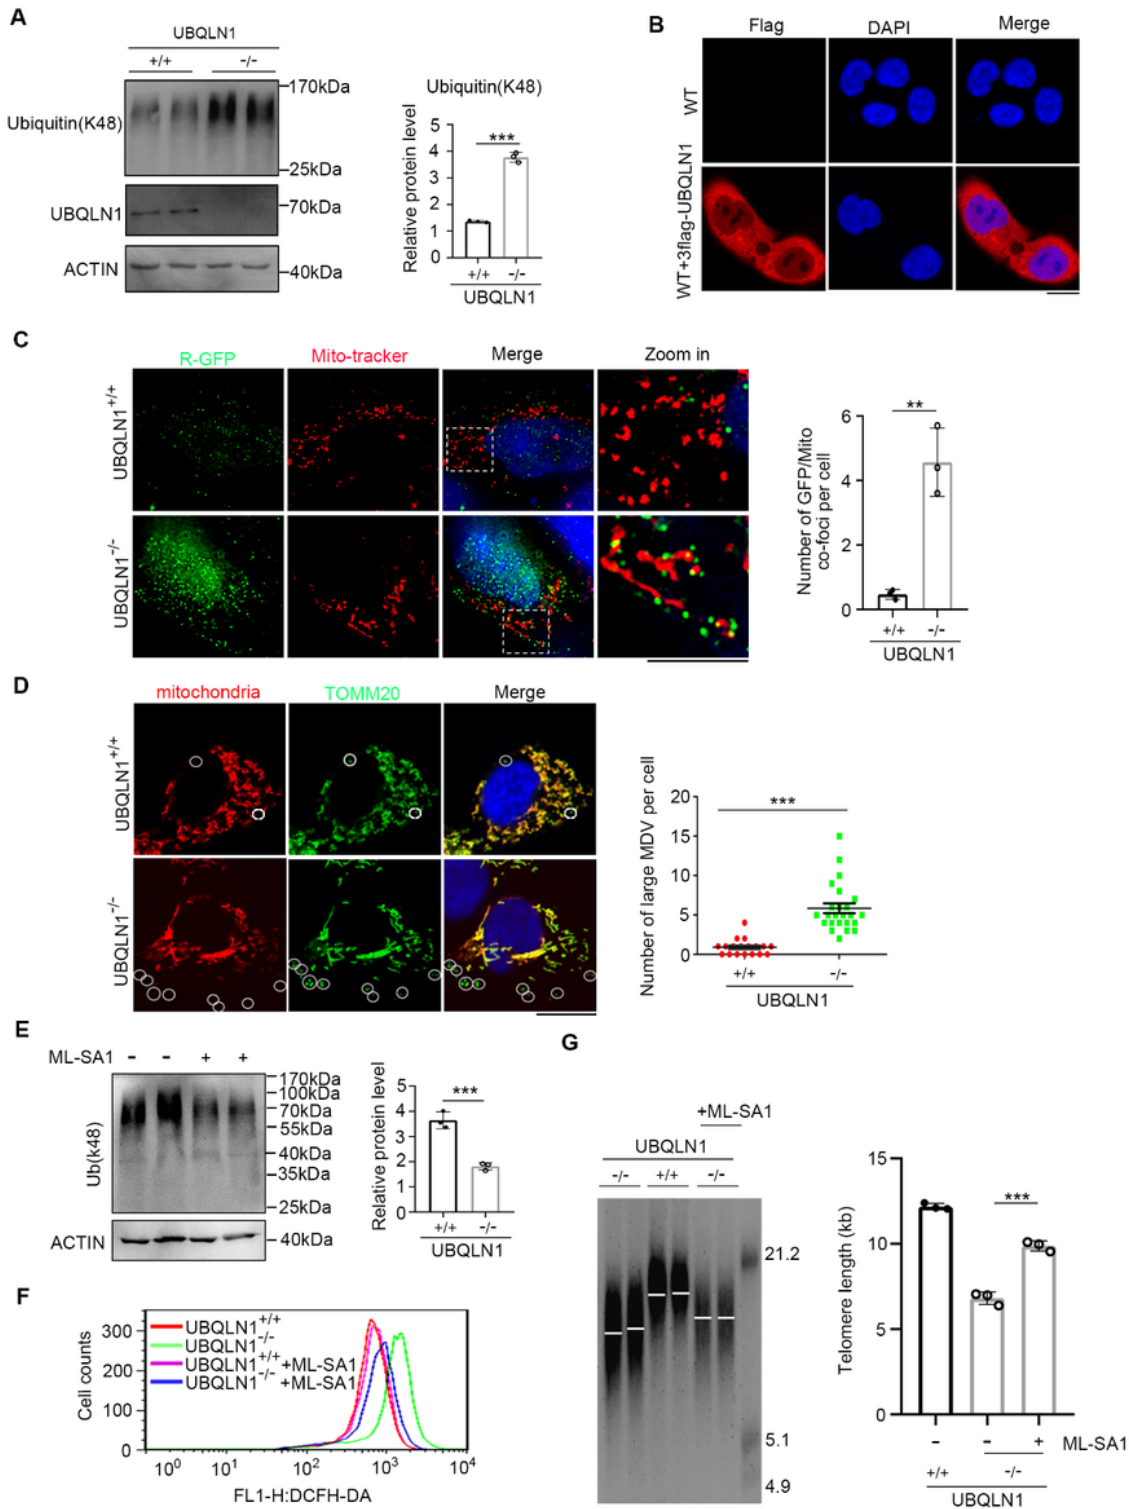 A
UBQLN1
+/+ -/-
Ubiquitin(K48)
170kDa
25kDa
UBQLN1
70kDa
ACTIN
40kDa
Ubiquitin(K48)
Relative protein level
5
4
3
2
1
0
***
+/+ -/-
UBQLN1
B
Flag DAPI Merge
WT
WT+3flag-UBQLN1
C
R-GFP Mito-tracker Merge Zoom in
UBQLN1+/+
UBQLN1-/-
Number of GFP/Mito
co-foci per cell
6
4
2
0
**
+/+ -/-
UBQLN1
D
mitochondria TOMM20 Merge
UBQLN1+/+
UBQLN1-/-
Number of large MDV per cell
20
15
10
5
0
***
+/+ -/-
UBQLN1
E
ML-SA1 - - + +
Ub(k48)
170kDa
100kDa
70kDa
55kDa
40kDa
35kDa
25kDa
ACTIN
40kDa
Relative protein level
5
4
3
2
1
0
***
+/+ -/-
UBQLN1
F
Cell counts
300
200
100
0
UBQLN1+/+
UBQLN1-/-
UBQLN1+/+ +ML-SA1
UBQLN1-/- +ML-SA1
10^0 10^1 10^2 10^3 10^4
FL1-H:DCFH-DA
G
+ML-SA1
UBQLN1
-/- +/+ -/-
21.2
5.1
4.9
Telomere length (kb)
15
10
5
0
***
- - + ML-SA1
+/+ -/-
UBQLN1